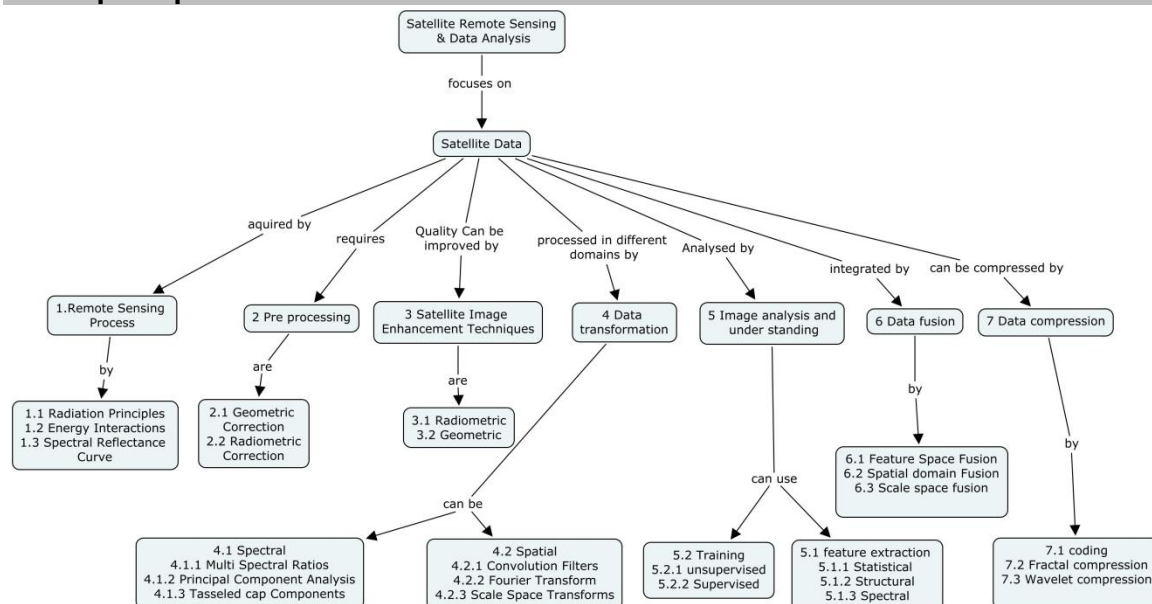 Satellite Remote Sensing
& Data Analysis
focuses on
Satellite Data
aquired by
requires
Quality Can be
improved by
processed in different
domains by
Analysed by
integrated by
can be compressed by
1.Remote Sensing
Process
2 Pre processing
3 Satellite Image
Enhancement Techniques
4 Data
transformation
5 Image analysis and
under standing
6 Data fusion
7 Data compression
by
are
are
by
by
1.1 Radiation Principles
1.2 Energy Interactions
1.3 Spectral Reflectance
Curve
2.1 Geometric
Correction
2.2 Radiometric
Correction
3.1 Radiometric
3.2 Geometric
6.1 Feature Space Fusion
6.2 Spatial domain Fusion
6.3 Scale space fusion
can be
can use
4.1 Spectral
4.1.1 Multi Spectral Ratios
4.1.2 Principal Component Analysis
4.1.3 Tasseled cap Components
4.2 Spatial
4.2.1 Convolution Filters
4.2.2 Fourier Transform
4.2.3 Scale Space Transforms
5.2 Training
5.2.1 unsupervised
5.2.2 Supervised
5.1 feature extraction
5.1.1 Statistical
5.1.2 Structural
5.1.3 Spectral
7.1 coding
7.2 Fractal compression
7.3 Wavelet compression